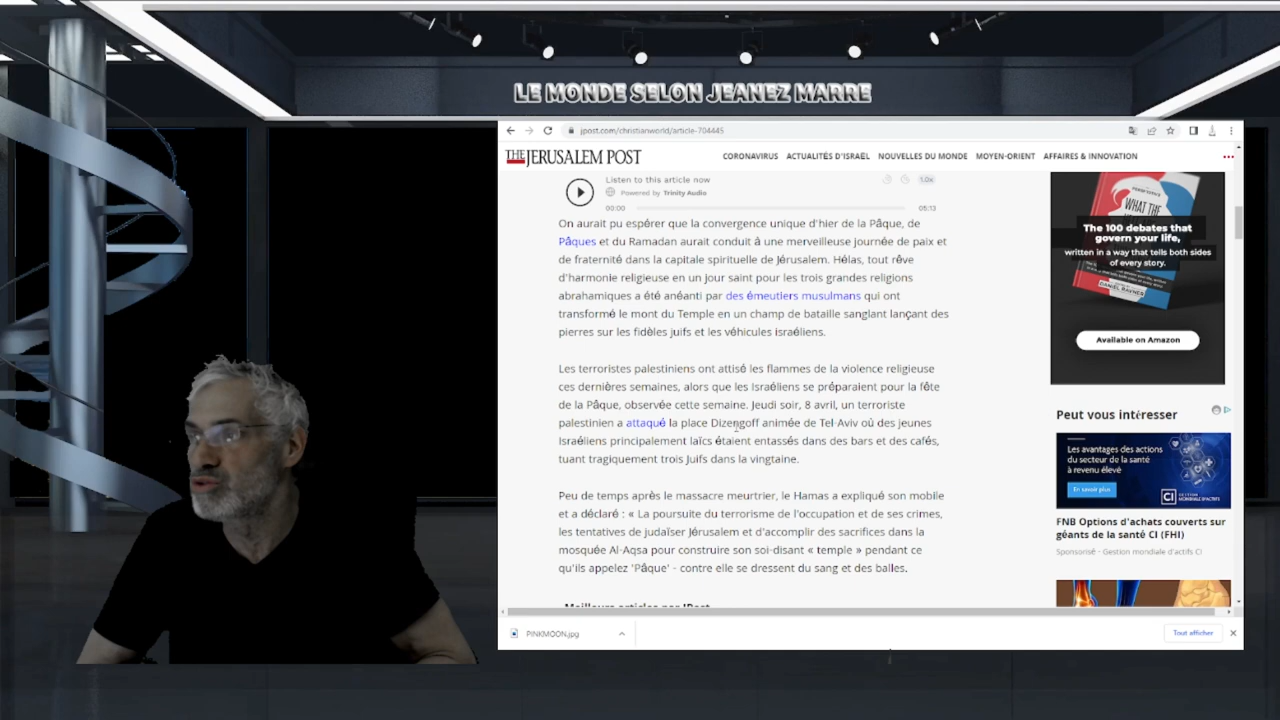 LE MONDE SELON JEANEZ MARRE
jpost.com/christianworld/article-704445
THE JERUSALEM POST
CORONAVIRUS ACTUALITÉS D'ISRAËL NOUVELLES DU MONDE MOYEN-ORIENT AFFAIRES & INNOVATION
Listen to this article now
1.0x
Powered by Trinity Audio
00:00 05:13
On aurait pu espérer que la convergence unique d'hier de la Pâque, de
Pâques et du Ramadan aurait conduit à une merveilleuse journée de paix et
de fraternité dans la capitale spirituelle de Jérusalem. Hélas, tout rêve
d'harmonie religieuse en un jour saint pour les trois grandes religions
abrahamiques a été anéanti par des émeutiers musulmans qui ont
transformé le mont du Temple en un champ de bataille sanglant lançant des
pierres sur les fidèles juifs et les véhicules israéliens.
Les terroristes palestiniens ont attisé les flammes de la violence religieuse
ces dernières semaines, alors que les Israéliens se préparaient pour la fête
de la Pâque, observée cette semaine. Jeudi soir, 8 avril, un terroriste
palestinien a attaqué la place Dizengoff animée de Tel-Aviv où des jeunes
Israéliens principalement laïcs étaient entassés dans des bars et des cafés,
tuant tragiquement trois Juifs dans la vingtaine.
Peu de temps après le massacre meurtrier, le Hamas a expliqué son mobile
et a déclaré : « La poursuite du terrorisme de l'occupation et de ses crimes,
les tentatives de judaïser Jérusalem et d'accomplir des sacrifices dans la
mosquée Al-Aqsa pour construire son soi-disant « temple » pendant ce
qu'ils appelez 'Pâque' - contre elle se dressent du sang et des balles.
Meilleurs articles par JPost
WHAT THE
The 100 debates that
govern your life,
written in a way that tells both sides
of every story.
Available on Amazon
Peut vous intéresser
Les avantages des actions
du secteur de la santé
à revenu élevé
En savoir plus
CI GESTION MONDIALE D'ACTIFS
FNB Options d'achats couverts sur
géants de la santé CI (FHI)
Sponsorisé - Gestion mondiale d'actifs CI
PINKMOON.jpg
Tout afficher